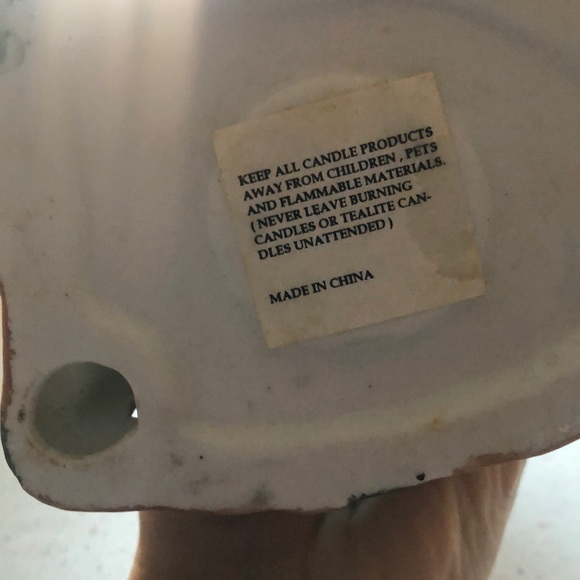 KEEP ALL CANDLE PRODUCTS
AWAY FROM CHILDREN , PETS
AND FLAMMABLE MATERIALS.
( NEVER LEAVE BURNING
CANDLES OR TEALITE CAN-
DLES UNATTENDED )
MADE IN CHINA